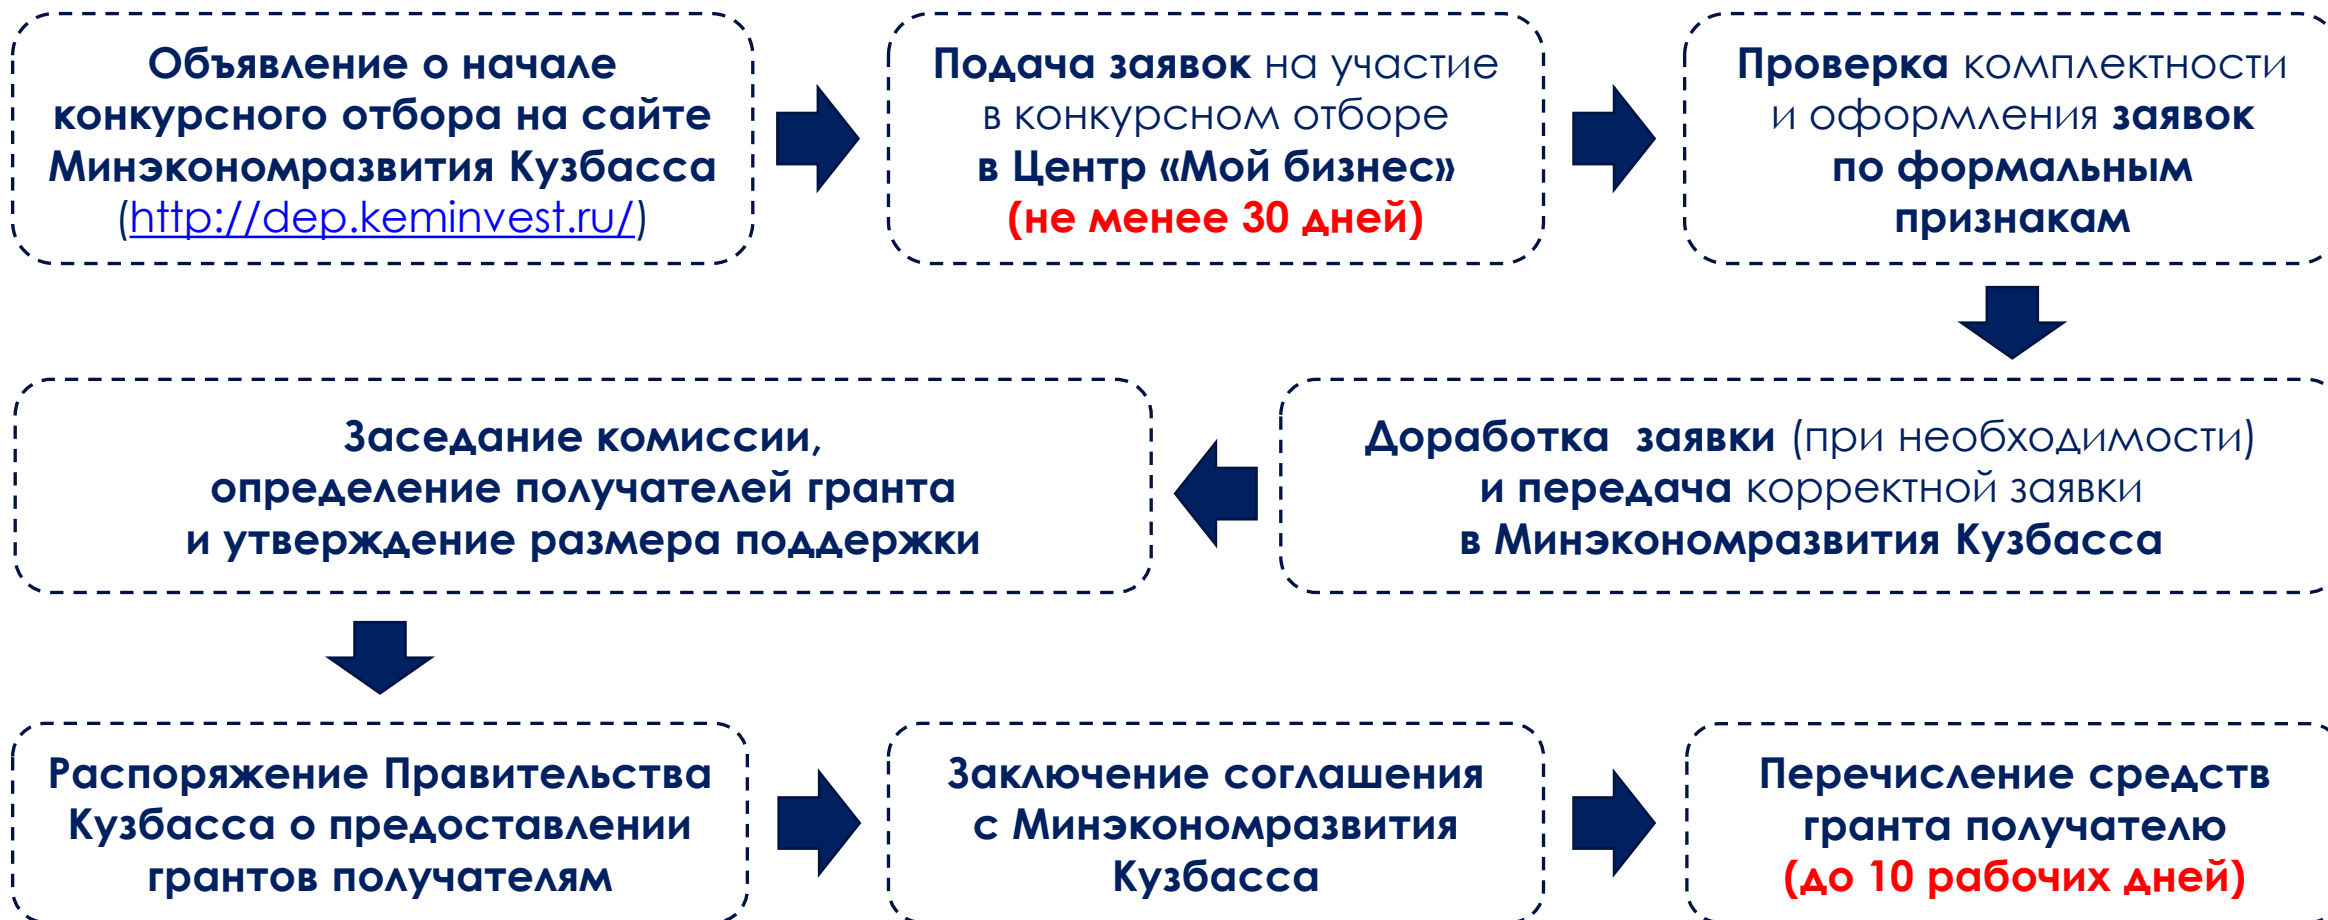 Объявление о начале
конкурсного отбора на сайте
Минэкономразвития Кузбасса
(http://dep.keminvest.ru/)
Подача заявок на участие
в конкурсном отборе
в Центр «Мой бизнес»
(не менее 30 дней)
Проверка комплектности
и оформления заявок
по формальным
признакам
Доработка заявки (при необходимости)
и передача корректной заявки
в Минэкономразвития Кузбасса
Заседание комиссии,
определение получателей гранта
и утверждение размера поддержки
Распоряжение Правительства
Кузбасса о предоставлении
грантов получателям
Заключение соглашения
с Минэкономразвития
Кузбасса
Перечисление средств
гранта получателю
(до 10 рабочих дней)